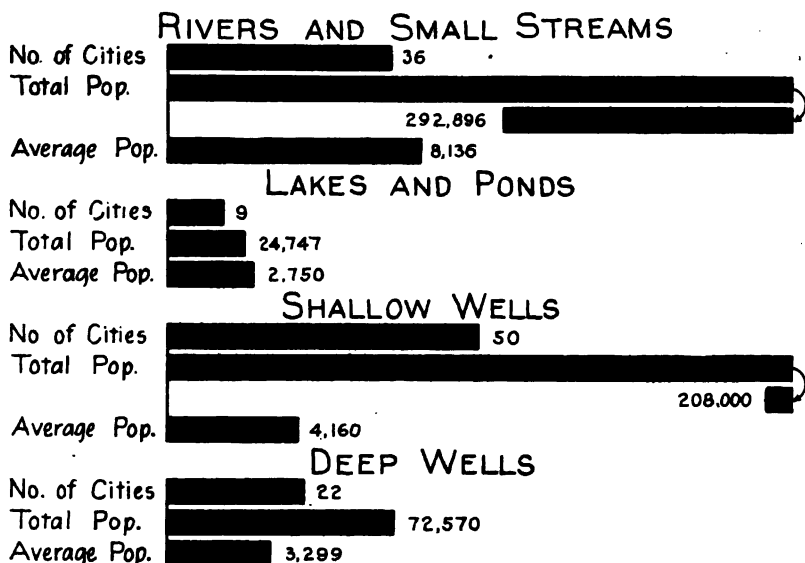 RIVERS AND SMALL STREAMS
No. of Cities 36
Total Pop.
292,896
Average Pop. 8,136
LAKES AND PONDS
No. of Cities 9
Total Pop. 24,747
Average Pop. 2,750
SHALLOW WELLS
No of Cities 50
Total Pop.
208,000
Average Pop. 4,160
DEEP WELLS
No. of Cities 22
Total Pop. 72,570
Average Pop. 3,299